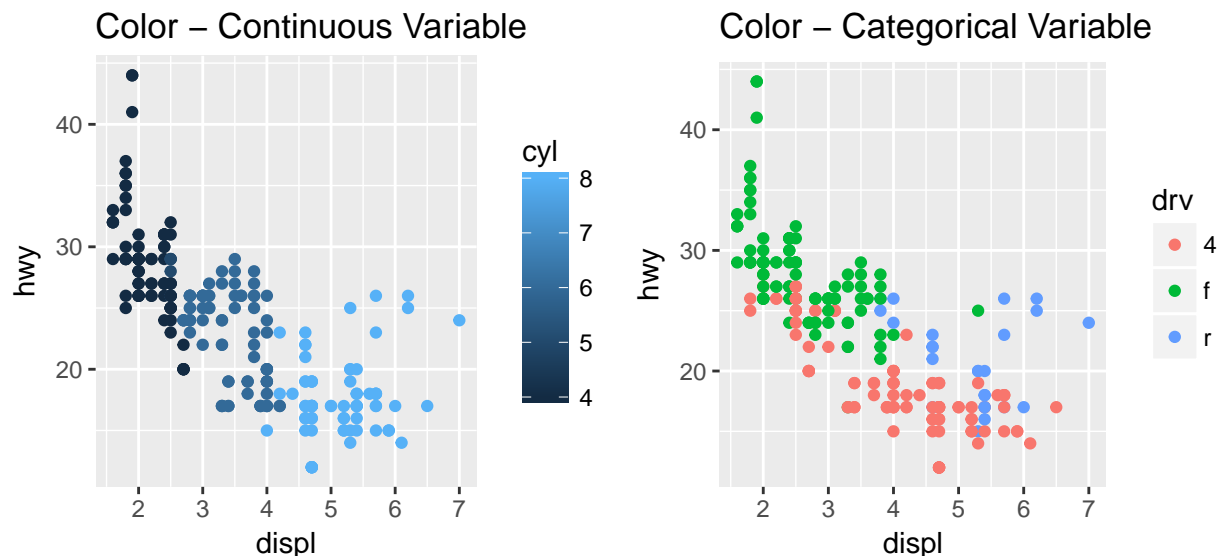 Color – Continuous Variable
hwy
40
30
20
2 3 4 5 6 7
displ
cyl
8
7
6
5
4
Color – Categorical Variable
hwy
40
30
20
2 3 4 5 6 7
displ
drv
4
f
r